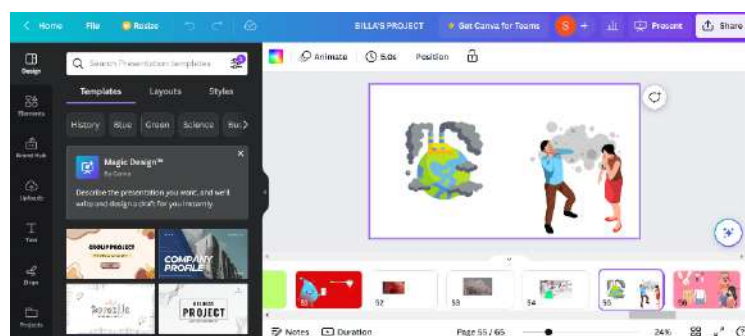 Home File Resize BILLA'S PROJECT Get Canva for Teams S + Present Share
Design
Search Presentation templates
Animate 5.0s Position
Templates Layouts Styles
Elements
History Blue Green Science Bu
Brand Hub
Magic Design™
By Canva
Uploads
Describe the presentation you want, and we'll
write and design a draft for you instantly.
Text
GROUP PROJECT
COMPANY
PROFILE
Draw
51 52 53 54 55 56
PROJECT
Projects
Notes Duration Page 55 / 65 24%